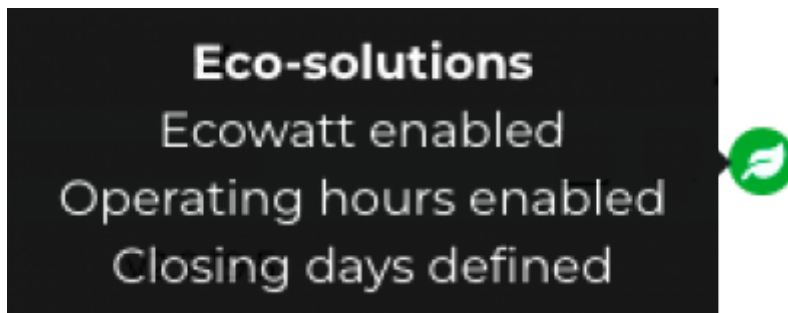 Eco-solutions
Ecowatt enabled
Operating hours enabled
Closing days defined